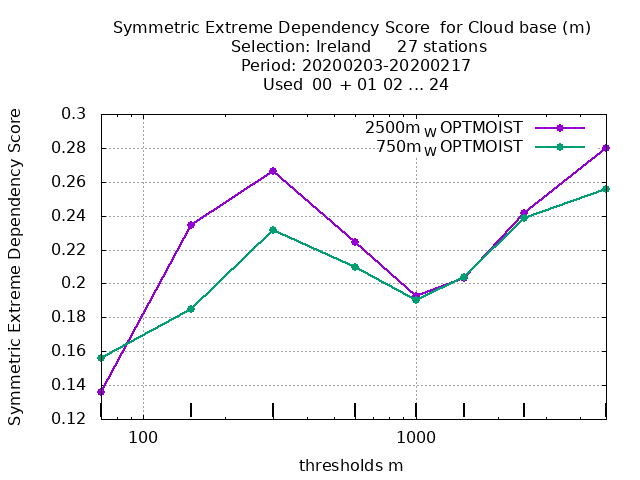 Symmetric Extreme Dependency Score  for Cloud base (m)
Selection: Ireland     27 stations
Period: 20200203-20200217
Used  00 + 01 02 ... 24
Symmetric Extreme Dependency Score
0.3
0.28
0.26
0.24
0.22
0.2
0.18
0.16
0.14
0.12
2500m W OPTMOIST
750m W OPTMOIST
100
1000
thresholds m